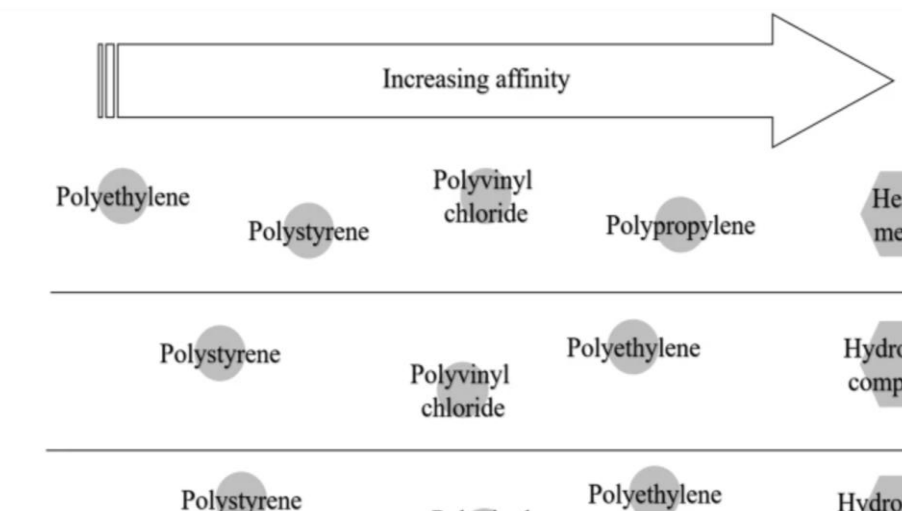 Increasing affinity
Polyethylene
Polystyrene
Polyvinyl
chloride
Polypropylene
Polystyrene
Polyvinyl
chloride
Polyethylene
Polystyrene
Polyethylene